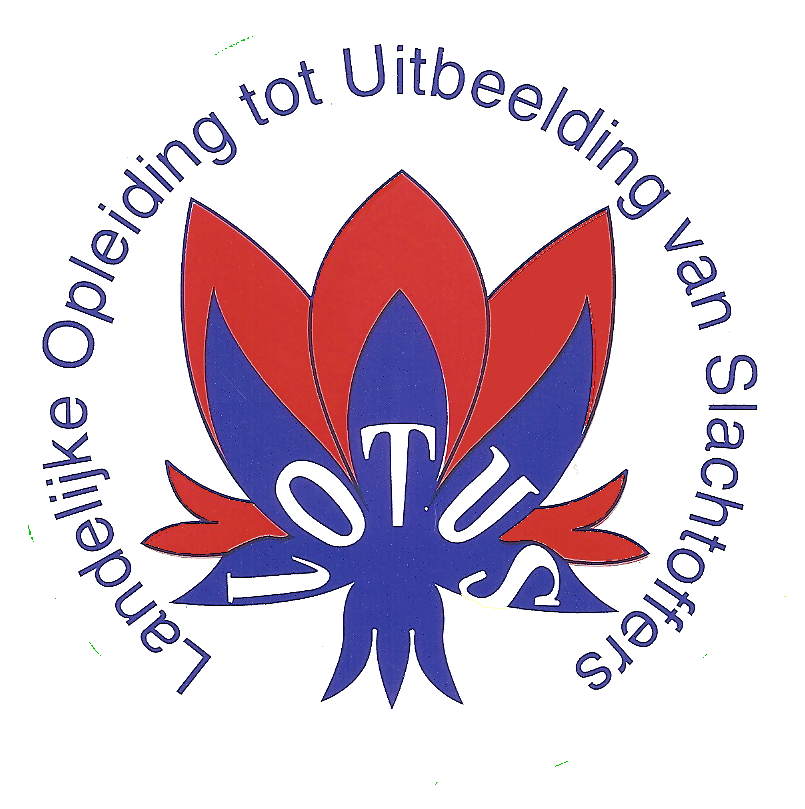 Landelijke Opleiding tot Uitbeelding van Slachtoffers
LOTUS